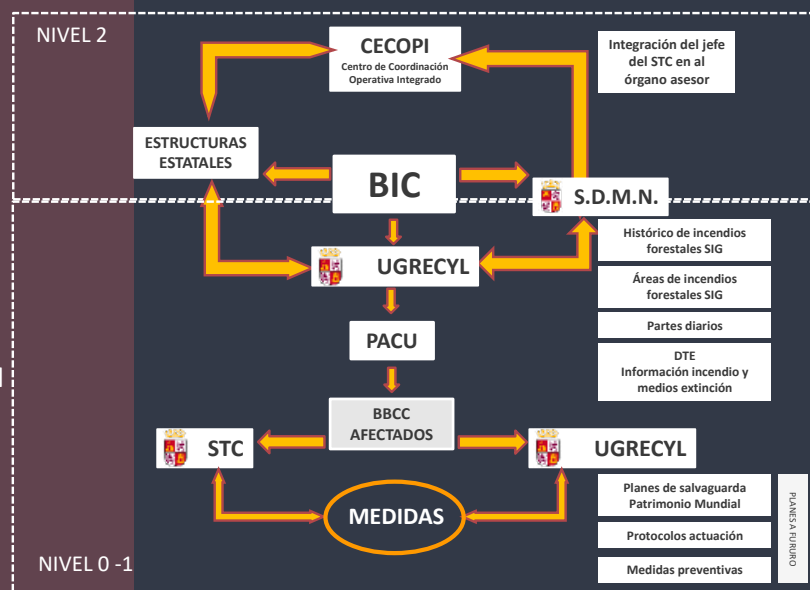 NIVEL 2
CECOPI
Centro de Coordinación
Operativa Integrado
Integración del jefe
del STC en al
órgano asesor
ESTRUCTURAS
ESTATALES
BIC
S.D.M.N.
Histórico de incendios
forestales SIG
UGRECYL
Áreas de incendios
forestales SIG
Partes diarios
PACU
DTE
Información incendio y
medios extinción
BBCC
AFECTADOS
STC
UGRECYL
Planes de salvaguarda
Patrimonio Mundial
PLANES A FURURO
MEDIDAS
Protocolos actuación
NIVEL 0 -1
Medidas preventivas